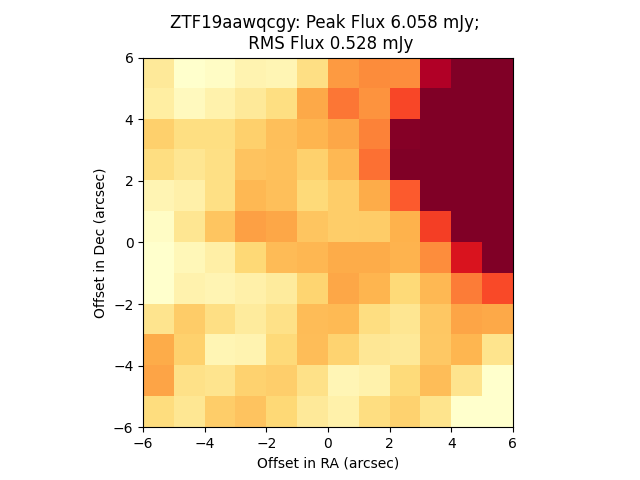 ZTF19aawqcgy: Peak Flux 6.058 mJy;
RMS Flux 0.528 mJy
6
4
2
0
−2
−4
−6
Offset in Dec (arcsec)
−6 −4 −2 0 2 4 6
Offset in RA (arcsec)